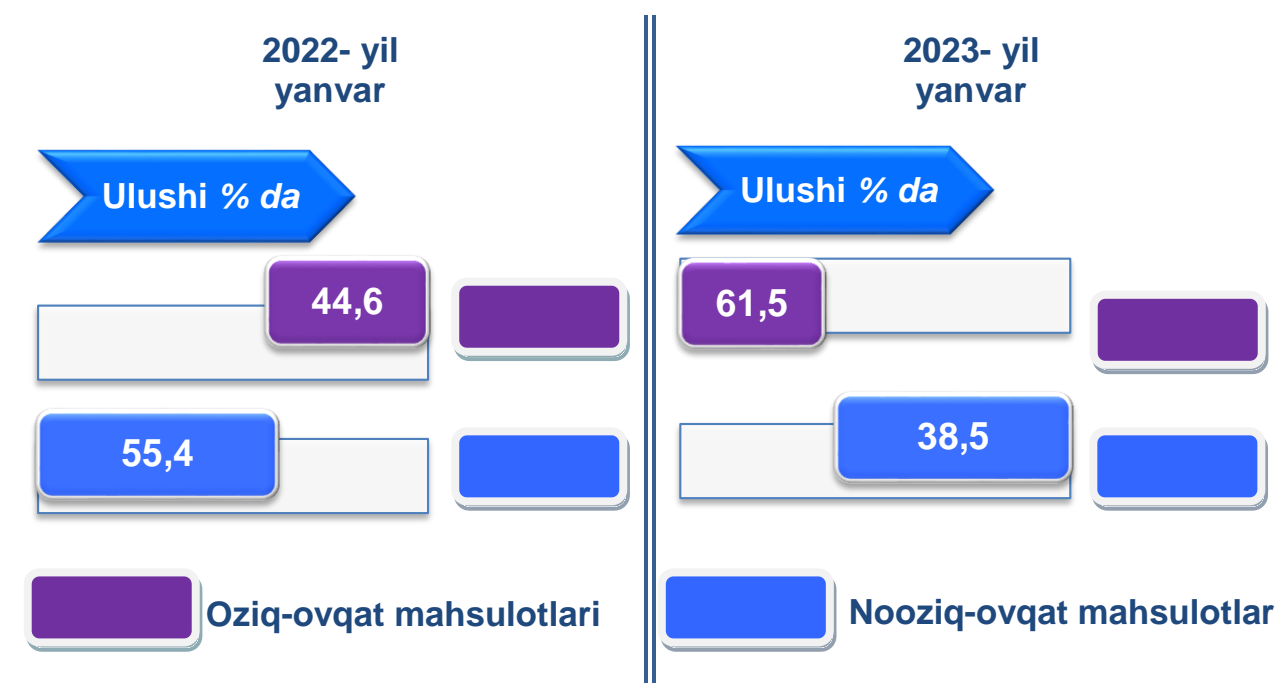 2022- yil
yanvar
Ulushi % da
44,6
55,4
2023- yil
yanvar
Ulushi % da
61,5
38,5
Oziq-ovqat mahsulotlari
Nooziq-ovqat mahsulotlar